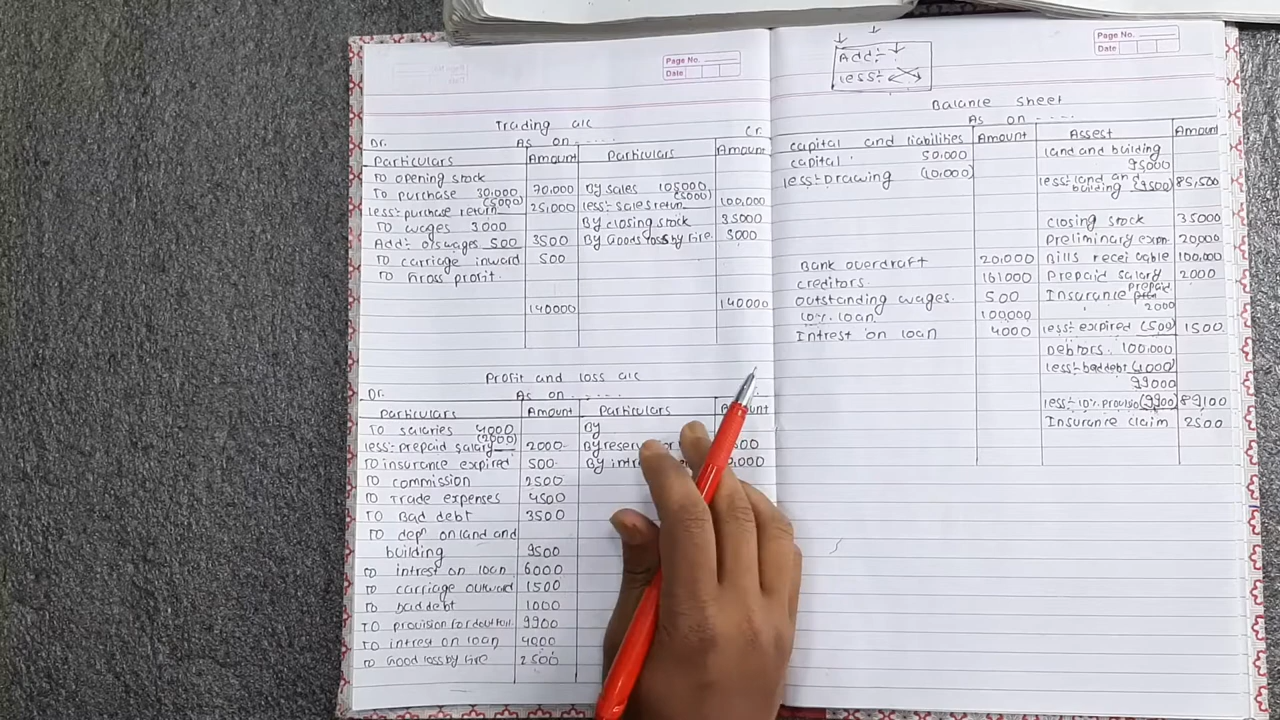 Page No.
Date
Trading a/c
As on -....
Dr.
Cr.
Particulars Amount Particulars Amount
To opening stock 70,000
To purchase 30,000 By sales 105000
(5000) (5000)
less:- purchase return 25,000 less:- sales return 100,000
To wages 3000 By closing stock 35000
Add:- o/s wages 500 3500 By Goods loss by fire 5000
To carriage inward 500
To Gross profit
140000 140000
Profit and loss a/c
As on -....
Dr.
Particulars Amount Particulars
To salaries 4000 By
(2000)
less:- prepaid salary 2000 By
To insurance expired 500 By
To commission 2500
To Trade expenses 4500
To Bad debt 3500
To depn on land and
building 9500
To intrest on loan 6000
To carriage outward 1500
To bad debt 1000
To provision for 9900
To intrest on loan 4000
To Good loss by fire 2500
Page No.
Date
Add:-
less:-
Balance sheet
As on -....
capital and liabilities Amount Assest Amount
capital 50,000 land and building
95000
less:- Drawing (10,000) less:- land and
building (9500) 85,500
closing stock 35000
Preliminary expn 20,000
Bank overdraft 20,000 Bills receivable 100,000
creditors. 161000 Prepaid salary 2000
outstanding wages. 500 Insurance prepaid
2000
10% loan 100000
Intrest on loan 4000 less:- expired (500) 1500
Debtors. 100,000
less:- bad debt (1000)
99000
less:- 10% provisio (9900) 89100
Insurance claim 2500